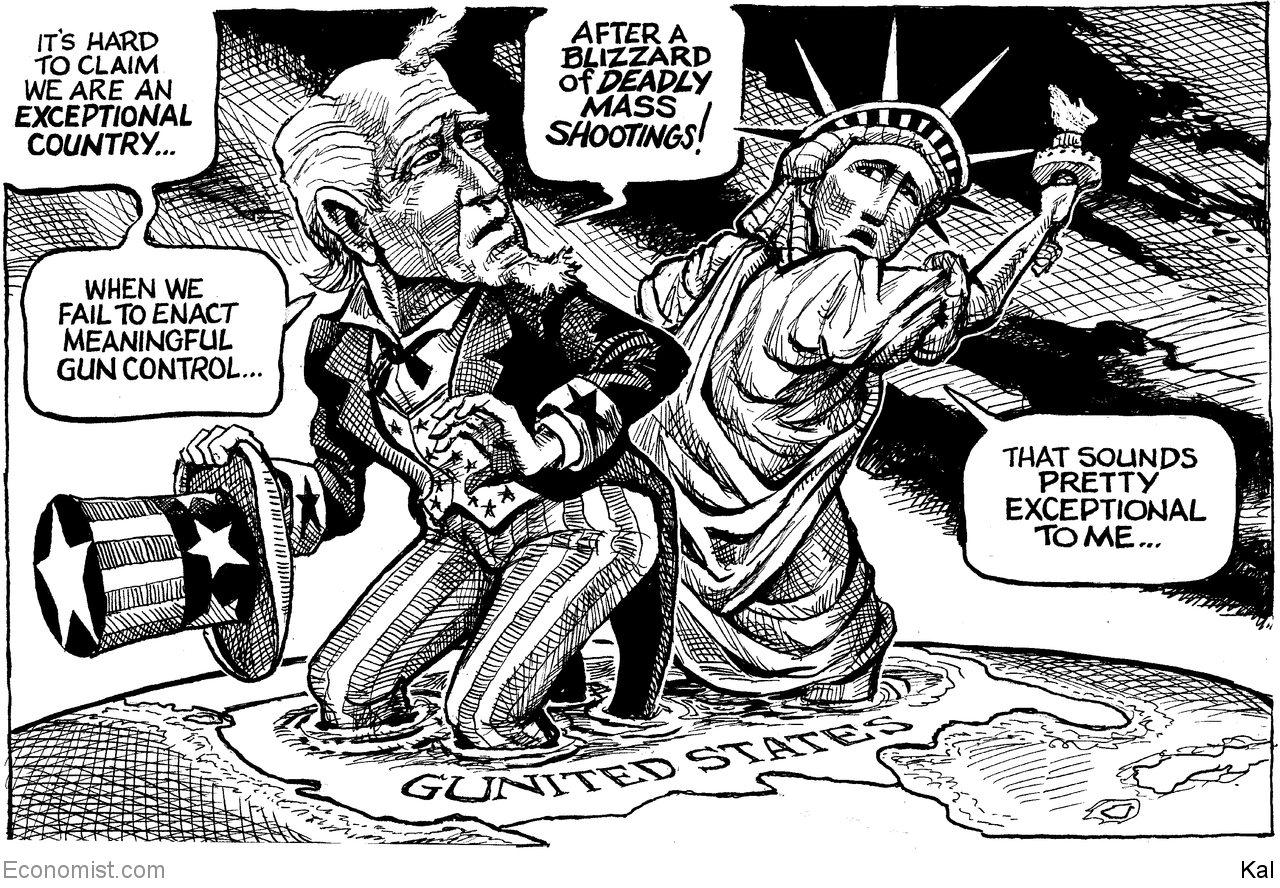 IT'S HARD
TO CLAIM
WE ARE AN
EXCEPTIONAL
COUNTRY...
WHEN WE
FAIL TO ENACT
MEANINGFUL
GUN CONTROL...
AFTER A
BLIZZARD
of DEADLY
MASS
SHOOTINGS!
THAT SOUNDS
PRETTY
EXCEPTIONAL
TO ME...
GUNITED STATES
Economist.com
Kal